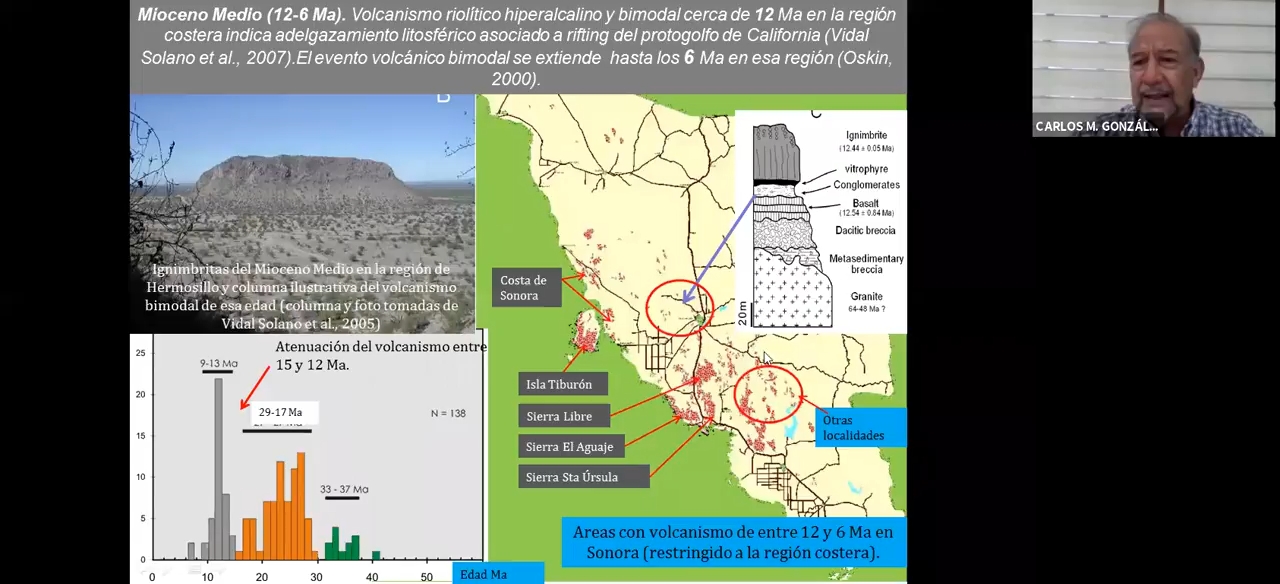 Mioceno Medio (12-6 Ma). Volcanismo riolítico hiperalcalino y bimodal cerca de 12 Ma en la región
costera indica adelgazamiento litosférico asociado a rifting del protogolfo de California (Vidal
Solano et al., 2007).El evento volcánico bimodal se extiende hasta los 6 Ma en esa región (Oskin,
2000).
CARLOS M. GONZÁL...
B
Ignimbritas del Mioceno Medio en la región de
Hermosillo y columna ilustrativa del volcanismo
bimodal de esa edad (columna y foto tomadas de
Vidal Solano et al., 2005)
C
Ignimbrite
(12.44 ± 0.05 Ma)
vitrophyre
Conglomerates
Basalt
(12.54 ± 0.84 Ma)
Dacitic breccia
Metasedimentary
breccia
Granite
64-48 Ma ?
20m
Costa de
Sonora
Isla Tiburón
Sierra Libre
Sierra El Aguaje
Sierra Sta Úrsula
Otras
localidades
Areas con volcanismo de entre 12 y 6 Ma en
Sonora (restringido a la región costera).
Atenuación del volcanismo entre
15 y 12 Ma.
9-13 Ma
29-17 Ma
33 - 37 Ma
N = 138
25
20
15
10
5
0
0 10 20 30 40 50
Edad Ma